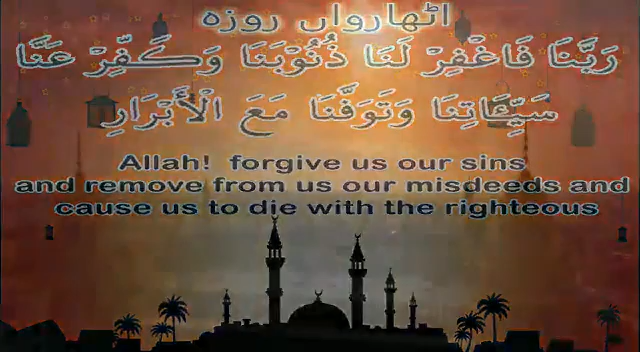 اٹھارواں روزہ
رَبَّنَا فَاغْفِرْ لَنَا ذُنُوْبَنَا وَكَفِّرْ عَنَّا
سَيِّئَاتِنَا وَتَوَفَّنَا مَعَ الْأَبْرَارِ
Allah! forgive us our sins
and remove from us our misdeeds and
cause us to die with the righteous